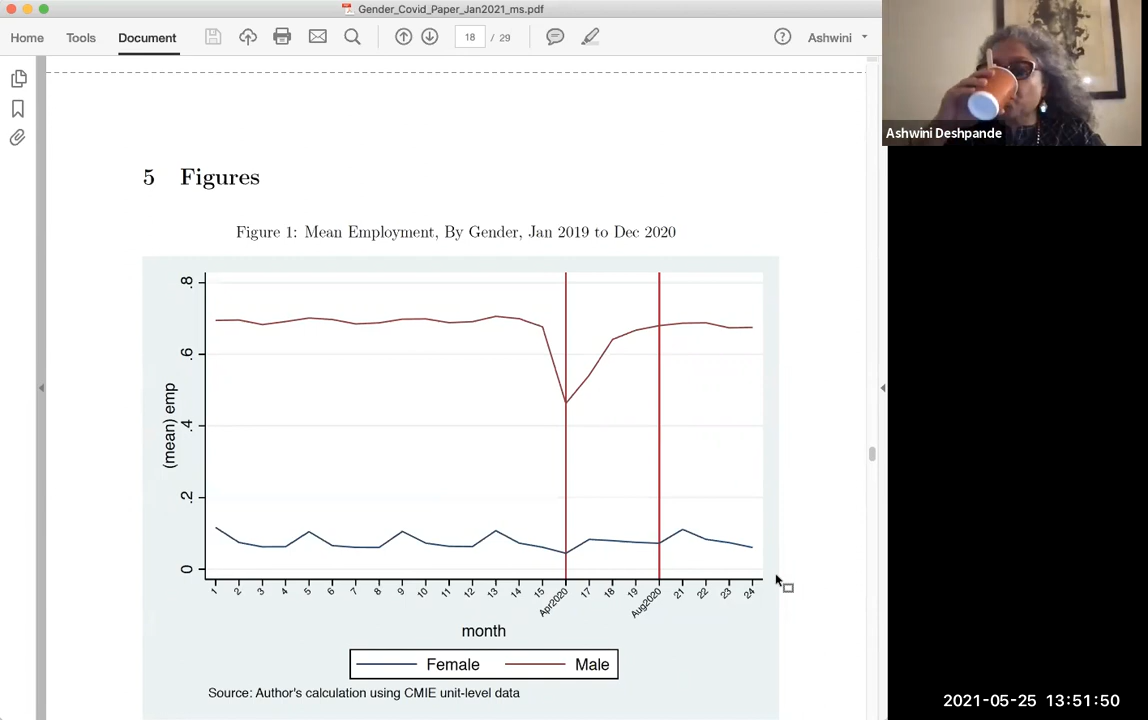 Gender_Covid_Paper_Jan2021_ms.pdf
Home Tools Document 18 / 29 Ashwini
Ashwini Deshpande
5 Figures
Figure 1: Mean Employment, By Gender, Jan 2019 to Dec 2020
(mean) emp
.8
.6
.4
.2
0
1 2 3 4 5 6 7 8 9 10 11 12 13 14 15 Apr2020 17 18 19 Aug2020 21 22 23 24
month
Female Male
Source: Author's calculation using CMIE unit-level data
2021-05-25 13:51:50